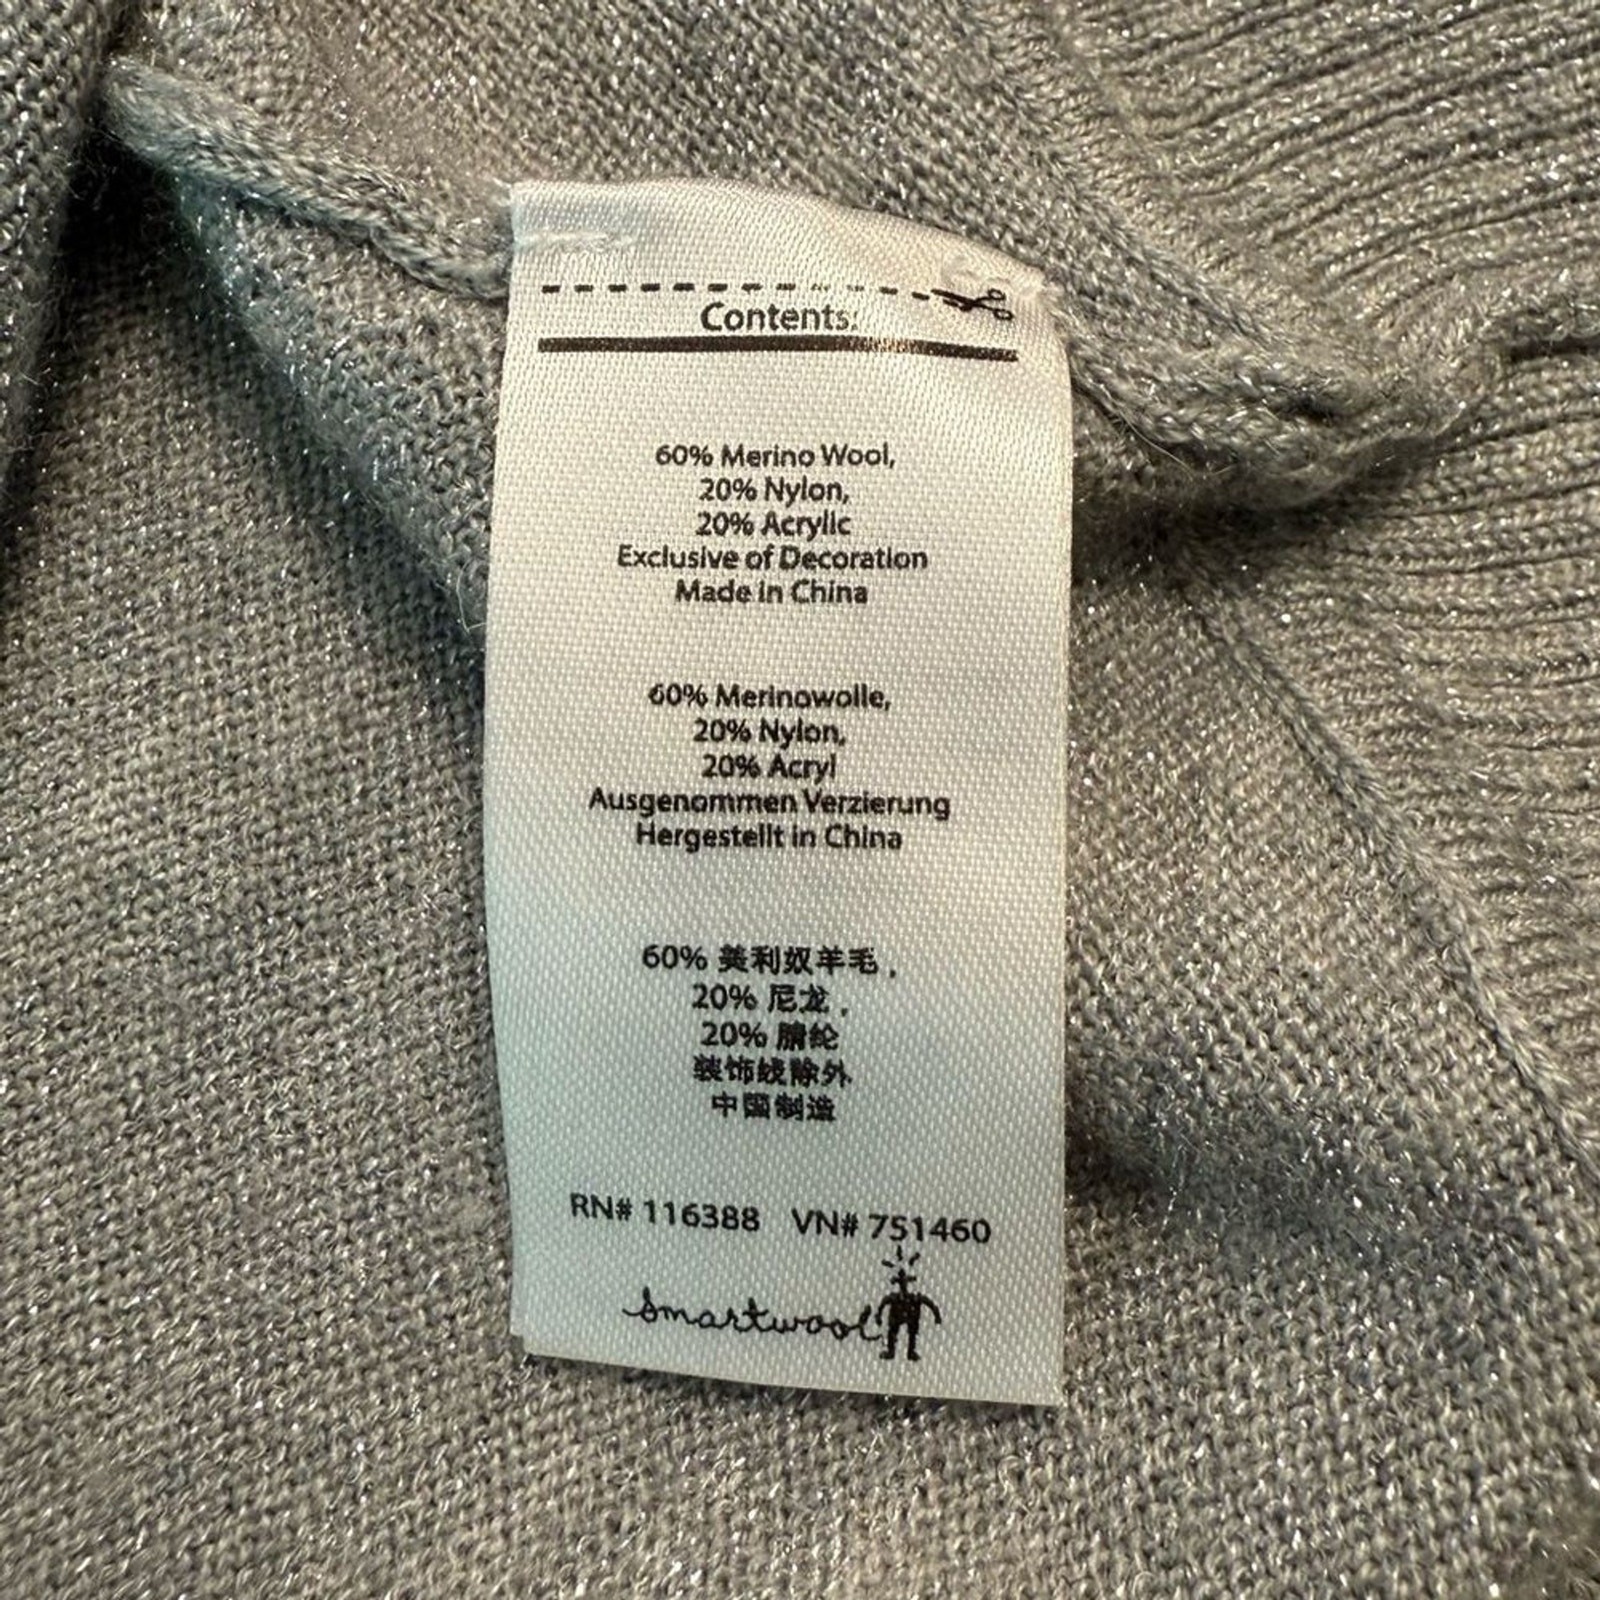 Contents:
60% Merino Wool,
20% Nylon,
20% Acrylic
Exclusive of Decoration
Made in China
60% Merinowolle,
20% Nylon,
20% Acryl
Ausgenommen Verzierung
Hergestellt in China
60% 美利奴羊毛,
20% 尼龙,
20% 腈纶
装饰线除外
中国制造
RN# 116388 VN# 751460
smartwool